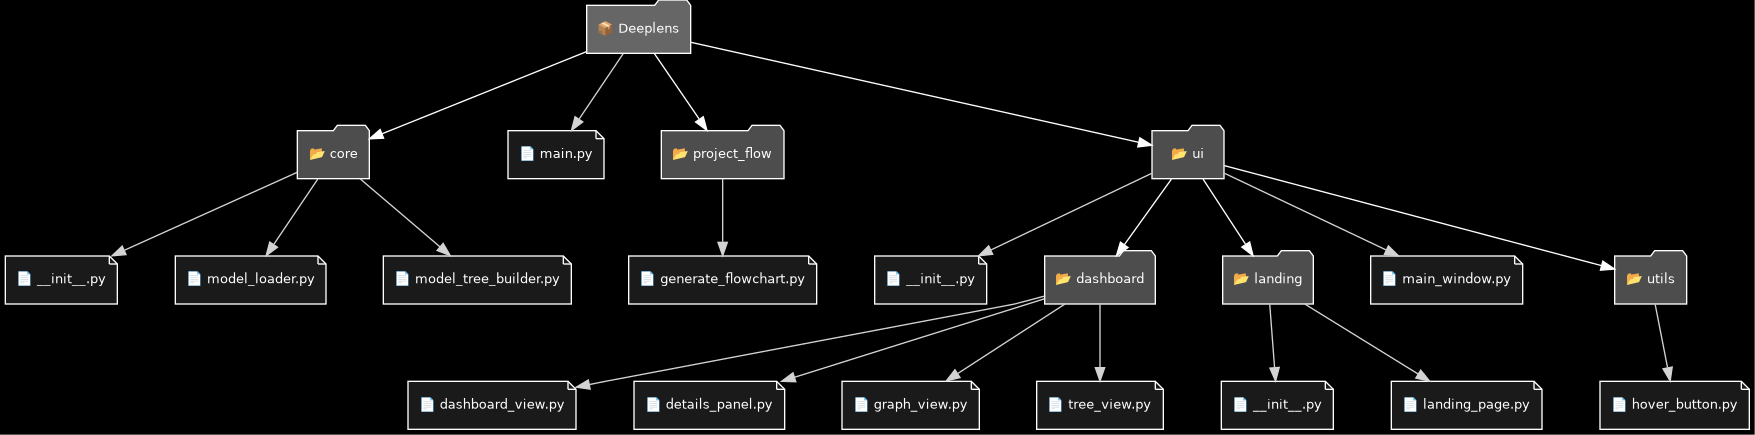 Deeplens
core
main.py
project_flow
ui
__init__.py
model_loader.py
model_tree_builder.py
generate_flowchart.py
__init__.py
dashboard
landing
main_window.py
utils
dashboard_view.py
details_panel.py
graph_view.py
tree_view.py
__init__.py
landing_page.py
hover_button.py